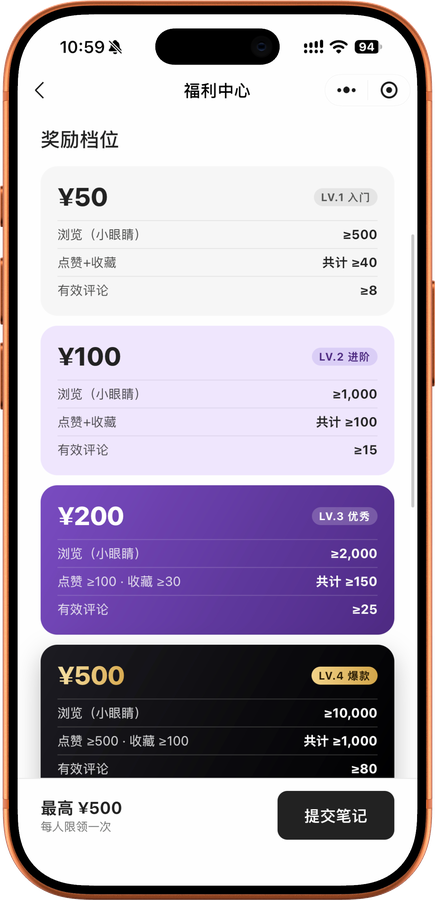 10:59
94
福利中心
奖励档位
¥50 LV.1 入门
浏览（小眼睛） ≥500
点赞+收藏 共计 ≥40
有效评论 ≥8
¥100 LV.2 进阶
浏览（小眼睛） ≥1,000
点赞+收藏 共计 ≥100
有效评论 ≥15
¥200 LV.3 优秀
浏览（小眼睛） ≥2,000
点赞 ≥100 · 收藏 ≥30 共计 ≥150
有效评论 ≥25
¥500 LV.4 爆款
浏览（小眼睛） ≥10,000
点赞 ≥500 · 收藏 ≥100 共计 ≥1,000
有效评论 ≥80
最高 ¥500
每人限领一次
提交笔记